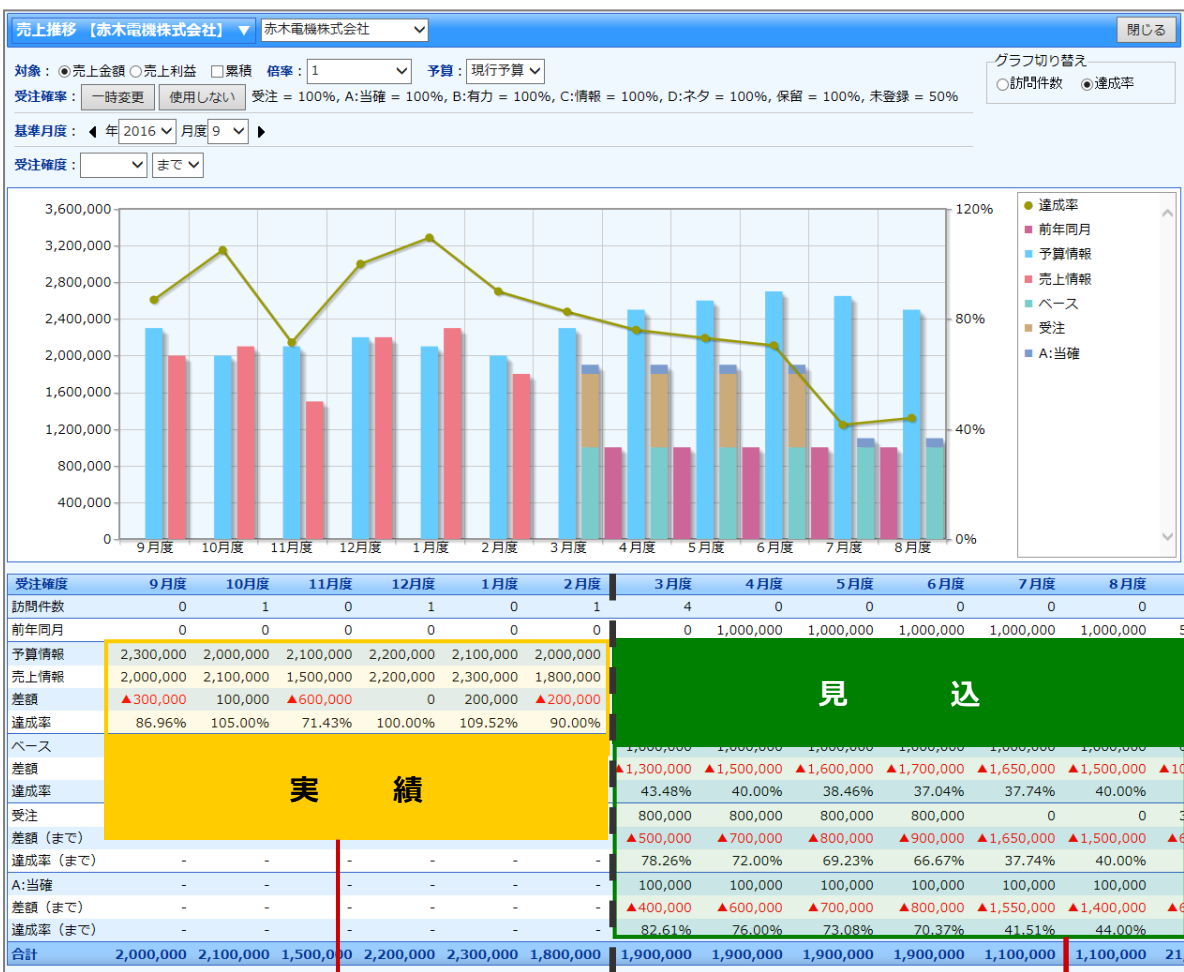 売上推移 【赤木電機株式会社】 ▼ 赤木電機株式会社 閉じる
対象： 売上金額 売上利益 累積 倍率： 1 予算： 現行予算
グラフ切り替え
訪問件数 達成率
受注確率： 一時変更 使用しない 受注 = 100%, A:当確 = 100%, B:有力 = 100%, C:情報 = 100%, D:ネタ = 100%, 保留 = 100%, 未登録 = 50%
基準月度： 年 2016 月度 9
受注確度： まで
3,600,000 120%
3,200,000
2,800,000
2,400,000 80%
2,000,000
1,600,000
1,200,000 40%
800,000
400,000
0 0%
9月度 10月度 11月度 12月度 1月度 2月度 3月度 4月度 5月度 6月度 7月度 8月度
達成率
前年同月
予算情報
売上情報
ベース
受注
A:当確
受注確度 9月度 10月度 11月度 12月度 1月度 2月度 3月度 4月度 5月度 6月度 7月度 8月度
訪問件数 0 1 0 1 0 1 4 0 0 0 0 0
前年同月 0 0 0 0 0 0 0 1,000,000 1,000,000 1,000,000 1,000,000 1,000,000
予算情報 2,300,000 2,000,000 2,100,000 2,200,000 2,100,000 2,000,000
売上情報 2,000,000 2,100,000 1,500,000 2,200,000 2,300,000 1,800,000
差額 ▲300,000 100,000 ▲600,000 0 200,000 ▲200,000
達成率 86.96% 105.00% 71.43% 100.00% 109.52% 90.00%
見 込
ベース 1,000,000 1,000,000 1,000,000 1,000,000 1,000,000 1,000,000
差額 ▲1,300,000 ▲1,500,000 ▲1,600,000 ▲1,700,000 ▲1,650,000 ▲1,500,000
達成率 43.48% 40.00% 38.46% 37.04% 37.74% 40.00%
実 績
受注 800,000 800,000 800,000 800,000 0 0
差額（まで） ▲500,000 ▲700,000 ▲800,000 ▲900,000 ▲1,650,000 ▲1,500,000
達成率（まで） - - - - - - 78.26% 72.00% 69.23% 66.67% 37.74% 40.00%
A:当確 - - - - - - 100,000 100,000 100,000 100,000 100,000 100,000
差額（まで） - - - - - - ▲400,000 ▲600,000 ▲700,000 ▲800,000 ▲1,550,000 ▲1,400,000
達成率（まで） - - - - - - 82.61% 76.00% 73.08% 70.37% 41.51% 44.00%
合計 2,000,000 2,100,000 1,500,000 2,200,000 2,300,000 1,800,000 1,900,000 1,900,000 1,900,000 1,900,000 1,100,000 1,100,000